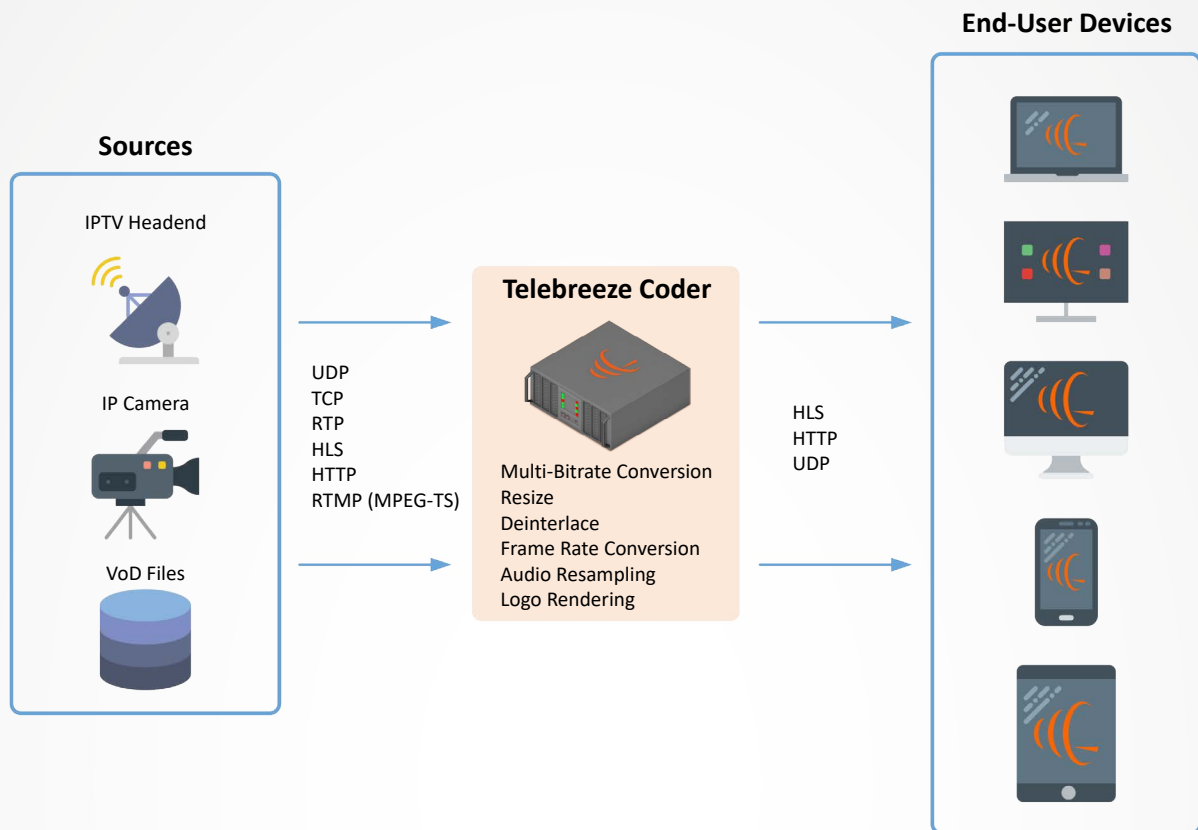 End-User Devices
Sources
IPTV Headend
IP Camera
VoD Files
UDP
TCP
RTP
HLS
HTTP
RTMP (MPEG-TS)
Telebreeze Coder
Multi-Bitrate Conversion
Resize
Deinterlace
Frame Rate Conversion
Audio Resampling
Logo Rendering
HLS
HTTP
UDP